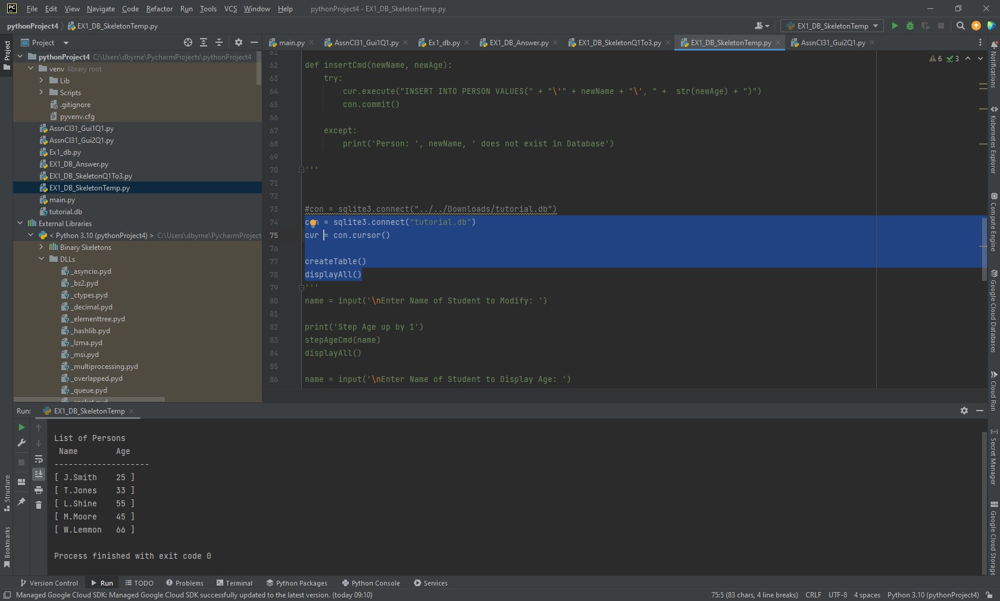 PC File Edit View Navigate Code Refactor Run Tools VCS Window Help pythonProject4 - EX1_DB_SkeletonTemp.py
pythonProject4 EX1_DB_SkeletonTemp.py EX1_DB_SkeletonTemp
Project
main.py AssnCl31_Gui1Q1.py Ex1_db.py EX1_DB_Answer.py EX1_DB_SkeletonQ1To3.py EX1_DB_SkeletonTemp.py AssnCl31_Gui2Q1.py
Project
pythonProject4 C:\Users\dbyrne\PycharmProjects\pythonProject4
venv library root
Lib
Scripts
.gitignore
pyvenv.cfg
AssnCl31_Gui1Q1.py
AssnCl31_Gui2Q1.py
Ex1_db.py
EX1_DB_Answer.py
EX1_DB_SkeletonQ1To3.py
EX1_DB_SkeletonTemp.py
main.py
tutorial.db
External Libraries
< Python 3.10 (pythonProject4) > C:\Users\dbyrne\PycharmProject
Binary Skeletons
DLLs
_asyncio.pyd
_bz2.pyd
_ctypes.pyd
_decimal.pyd
_elementtree.pyd
_hashlib.pyd
_lzma.pyd
_msi.pyd
_multiprocessing.pyd
_overlapped.pyd
_queue.pyd
_socket.pyd
6 3
61
62 def insertCmd(newName, newAge):
63 try:
64 cur.execute("INSERT INTO PERSON VALUES(" + "\'" + newName + "\', " +  str(newAge) + ")")
65 con.commit()
66
67 except:
68 print('Person: ', newName, ' does not exist in Database')
69
70 '''
71
72
73 #con = sqlite3.connect("../../Downloads/tutorial.db")
74 con = sqlite3.connect("tutorial.db")
75 cur = con.cursor()
76
77 createTable()
78 displayAll()
79 '''
80 name = input('\nEnter Name of Student to Modify: ')
81
82 print('Step Age up by 1')
83 stepAgeCmd(name)
84 displayAll()
85
86 name = input('\nEnter Name of Student to Display Age: ')
Notifications
Kubernetes Explorer
Compute Engine
Google Cloud Databases
Cloud Run
Secret Manager
Google Cloud Storage
Run: EX1_DB_SkeletonTemp
Structure
Bookmarks
List of Persons
Name Age
--------------------
[ J.Smith 25 ]
[ T.Jones 33 ]
[ L.Shine 55 ]
[ M.Moore 45 ]
[ W.Lemmon 66 ]
Process finished with exit code 0
Version Control Run TODO Problems Terminal Python Packages Python Console Services
Managed Google Cloud SDK: Managed Google Cloud SDK successfully updated to the latest version. (today 09:10) 75:5 (83 chars, 4 line breaks) CRLF UTF-8 4 spaces Python 3.10 (pythonProject4)